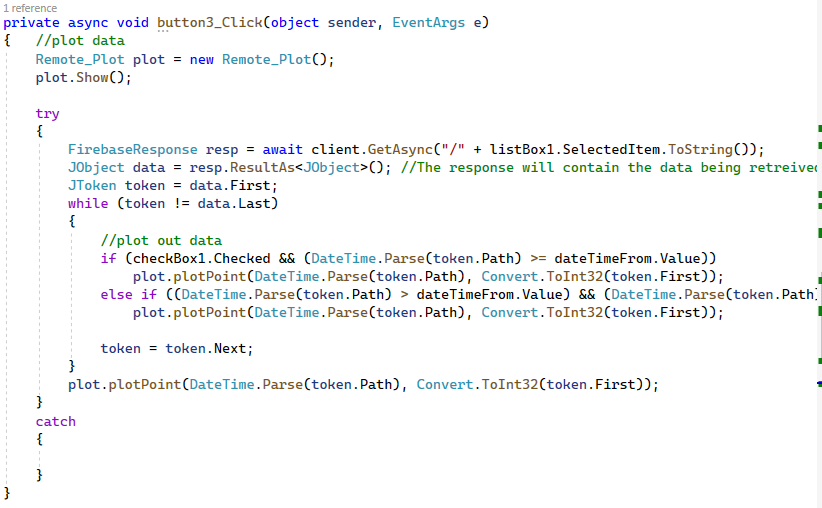 1 reference
private async void button3_Click(object sender, EventArgs e)
{ //plot data
Remote_Plot plot = new Remote_Plot();
plot.Show();
try
{
FirebaseResponse resp = await client.GetAsync("/" + listBox1.SelectedItem.ToString());
JObject data = resp.ResultAs<JObject>(); //The response will contain the data being retreived
JToken token = data.First;
while (token != data.Last)
{
//plot out data
if (checkBox1.Checked && (DateTime.Parse(token.Path) >= dateTimeFrom.Value))
plot.plotPoint(DateTime.Parse(token.Path), Convert.ToInt32(token.First));
else if ((DateTime.Parse(token.Path) > dateTimeFrom.Value) && (DateTime.Parse(token.Path)
plot.plotPoint(DateTime.Parse(token.Path), Convert.ToInt32(token.First));
token = token.Next;
}
plot.plotPoint(DateTime.Parse(token.Path), Convert.ToInt32(token.First));
}
catch
{
}
}